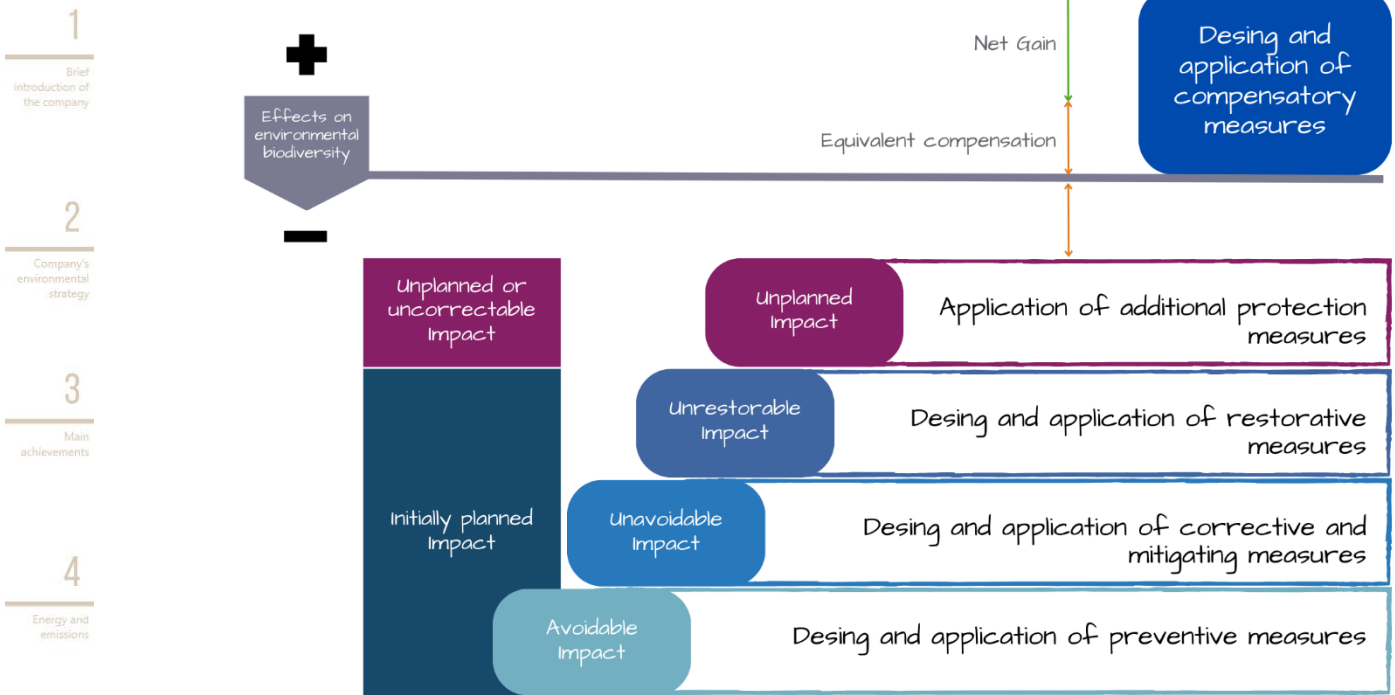 1
Brief
introduction of
the company
2
Company's
environmental
strategy
3
Main
achievements
4
Energy and
emissions
Effects on
environmental
biodiversity
Net Gain
Equivalent compensation
Desing and
application of
compensatory
measures
Unplanned or
uncorrectable
Impact
Unplanned
Impact
Application of additional protection
measures
Initially planned
Impact
Unrestorable
Impact
Desing and application of restorative
measures
Unavoidable
Impact
Desing and application of corrective and
mitigating measures
Avoidable
Impact
Desing and application of preventive measures